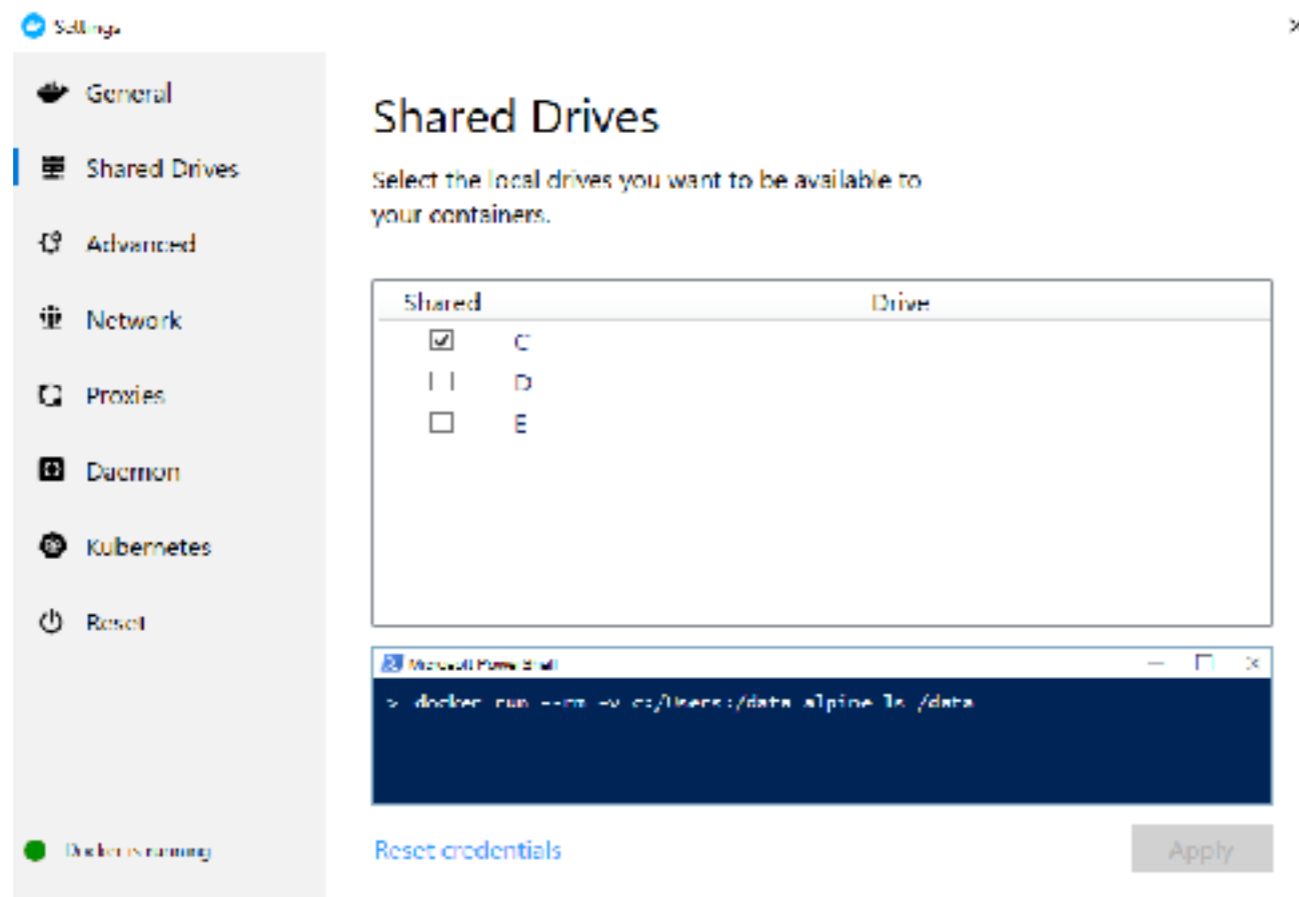 Settings
General
Shared Drives
Advanced
Network
Proxies
Daemon
Kubernetes
Reset
Docker is running
Shared Drives
Select the local drives you want to be available to
your containers.
Shared Drive
C
D
E
Microsoft PowerShell
> docker run --rm -v c:/Users:/data alpine ls /data
Reset credentials
Apply